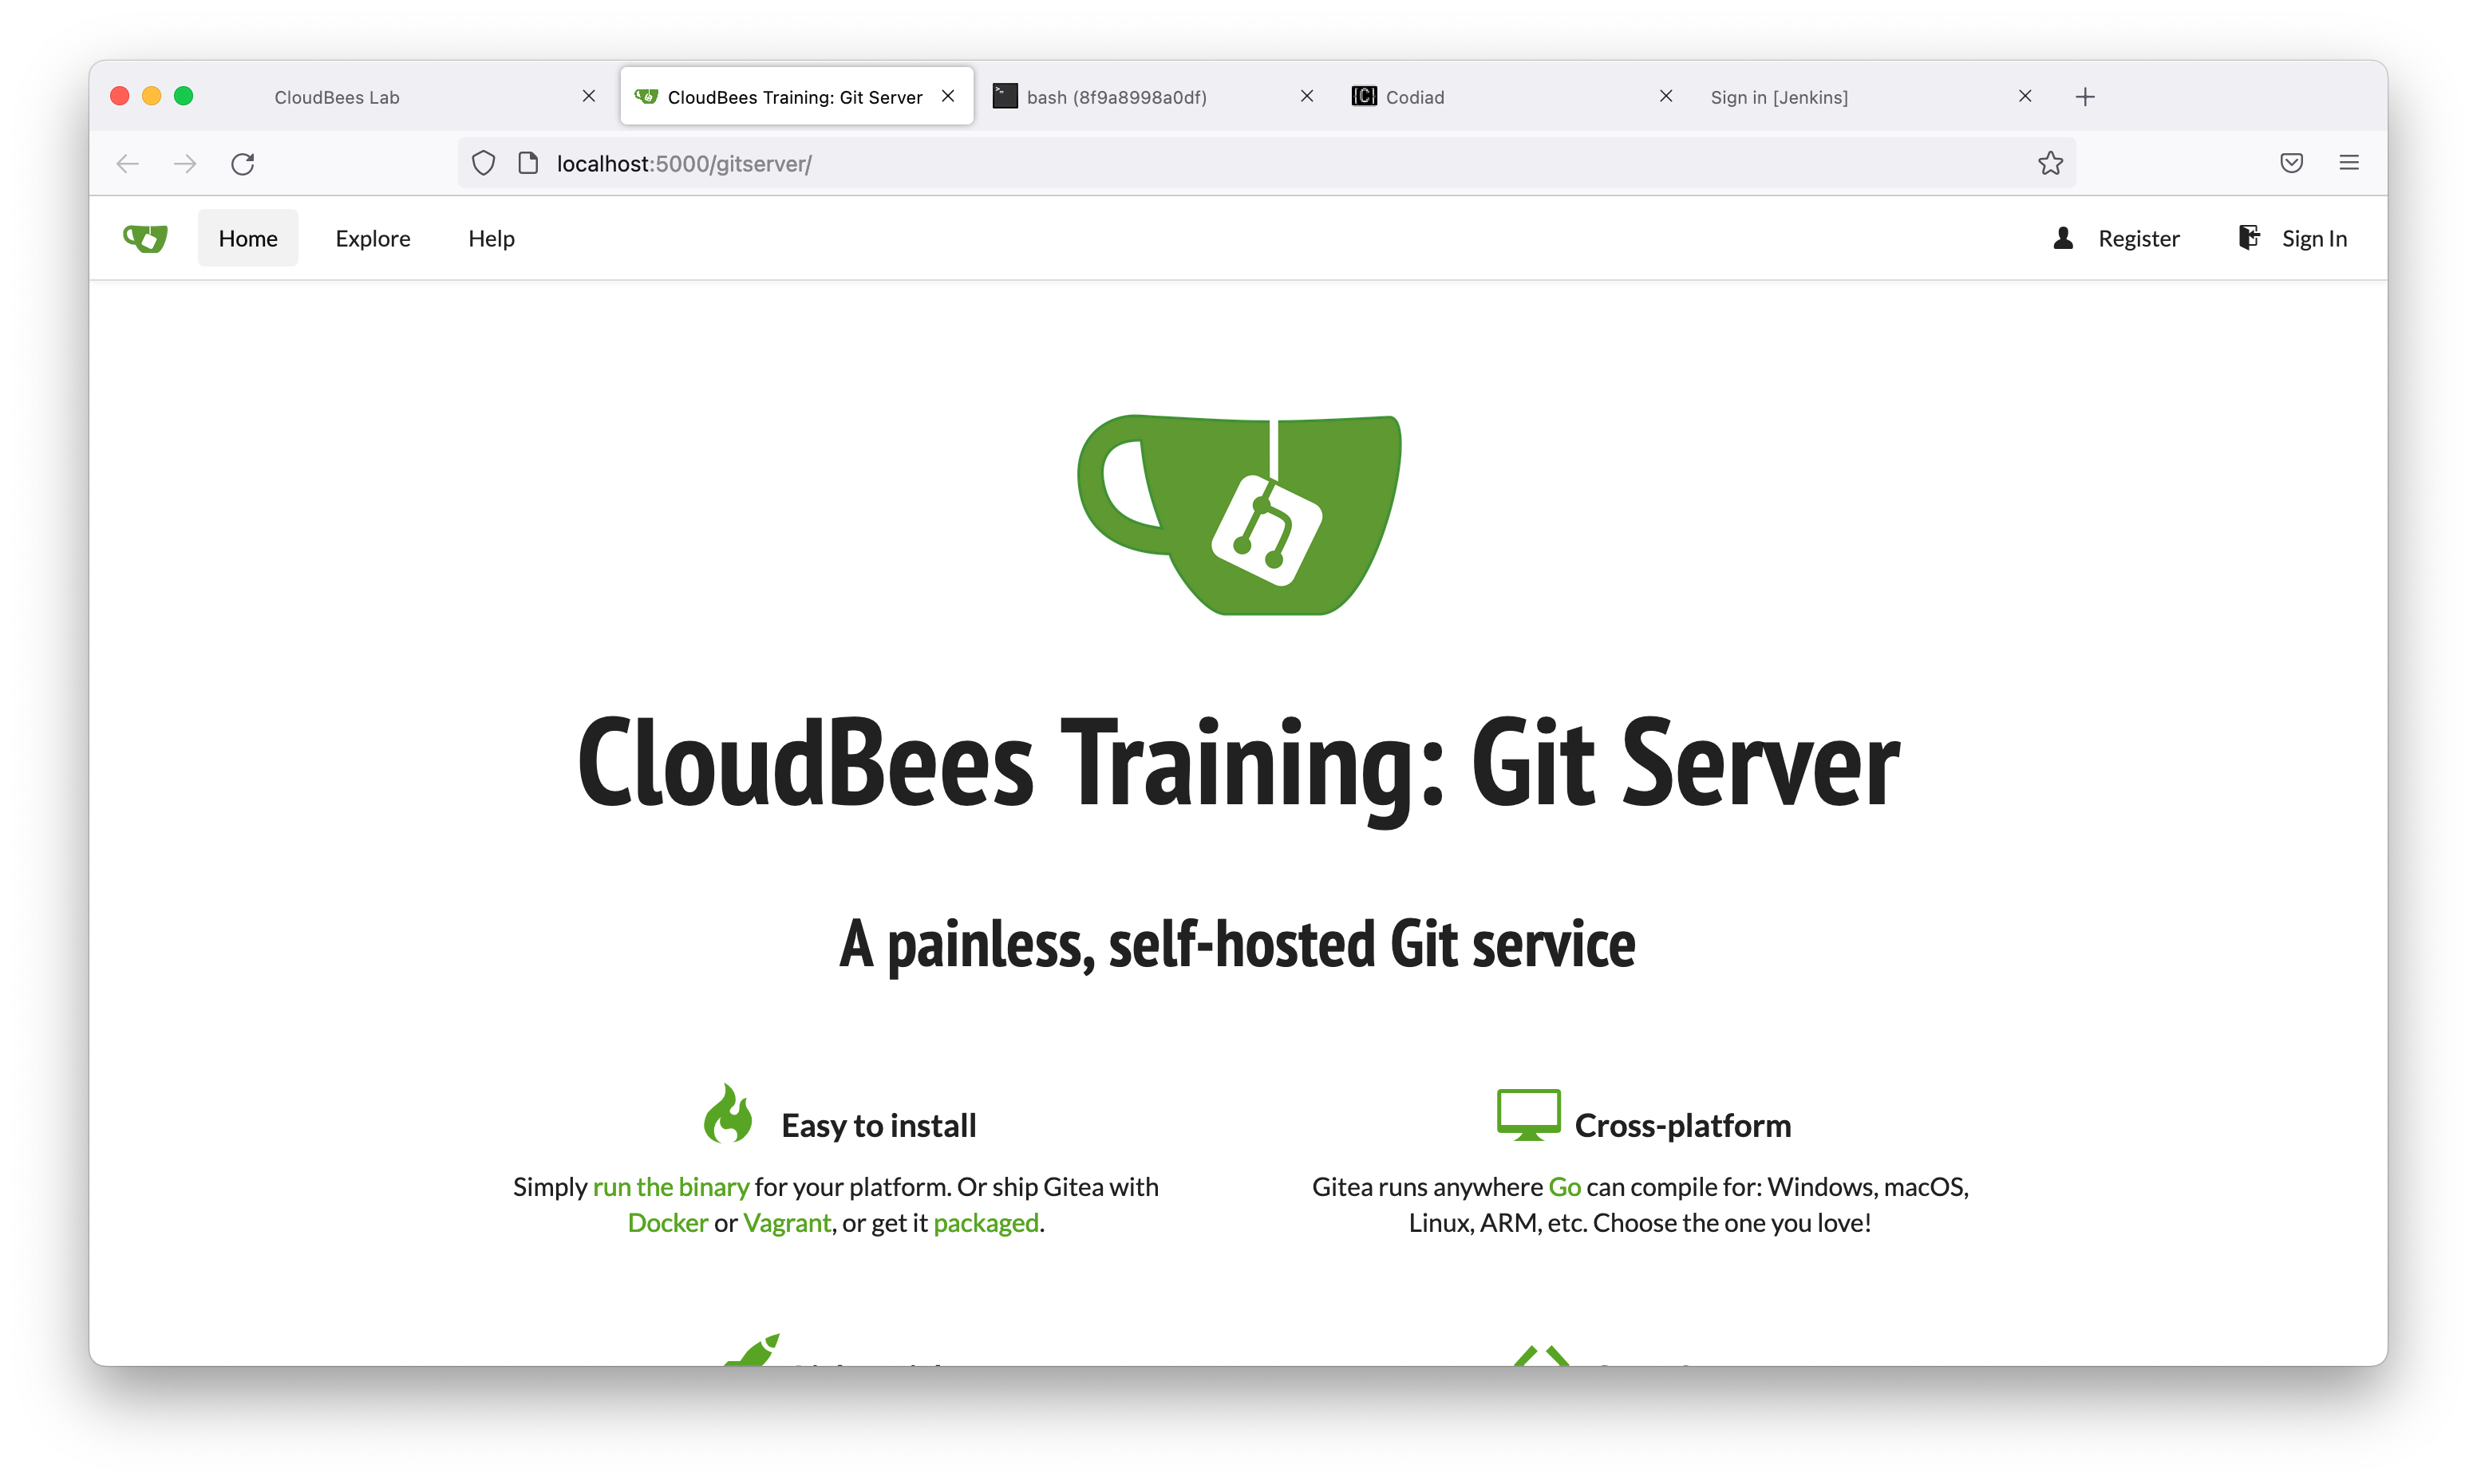 CloudBees Lab
CloudBees Training: Git Server
bash (8f9a8998a0df)
Codiad
Sign in [Jenkins]
localhost:5000/gitserver/
Home
Explore
Help
Register
Sign In
CloudBees Training: Git Server
A painless, self-hosted Git service
Easy to install
Simply run the binary for your platform. Or ship Gitea with
Docker or Vagrant, or get it packaged.
Cross-platform
Gitea runs anywhere Go can compile for: Windows, macOS,
Linux, ARM, etc. Choose the one you love!